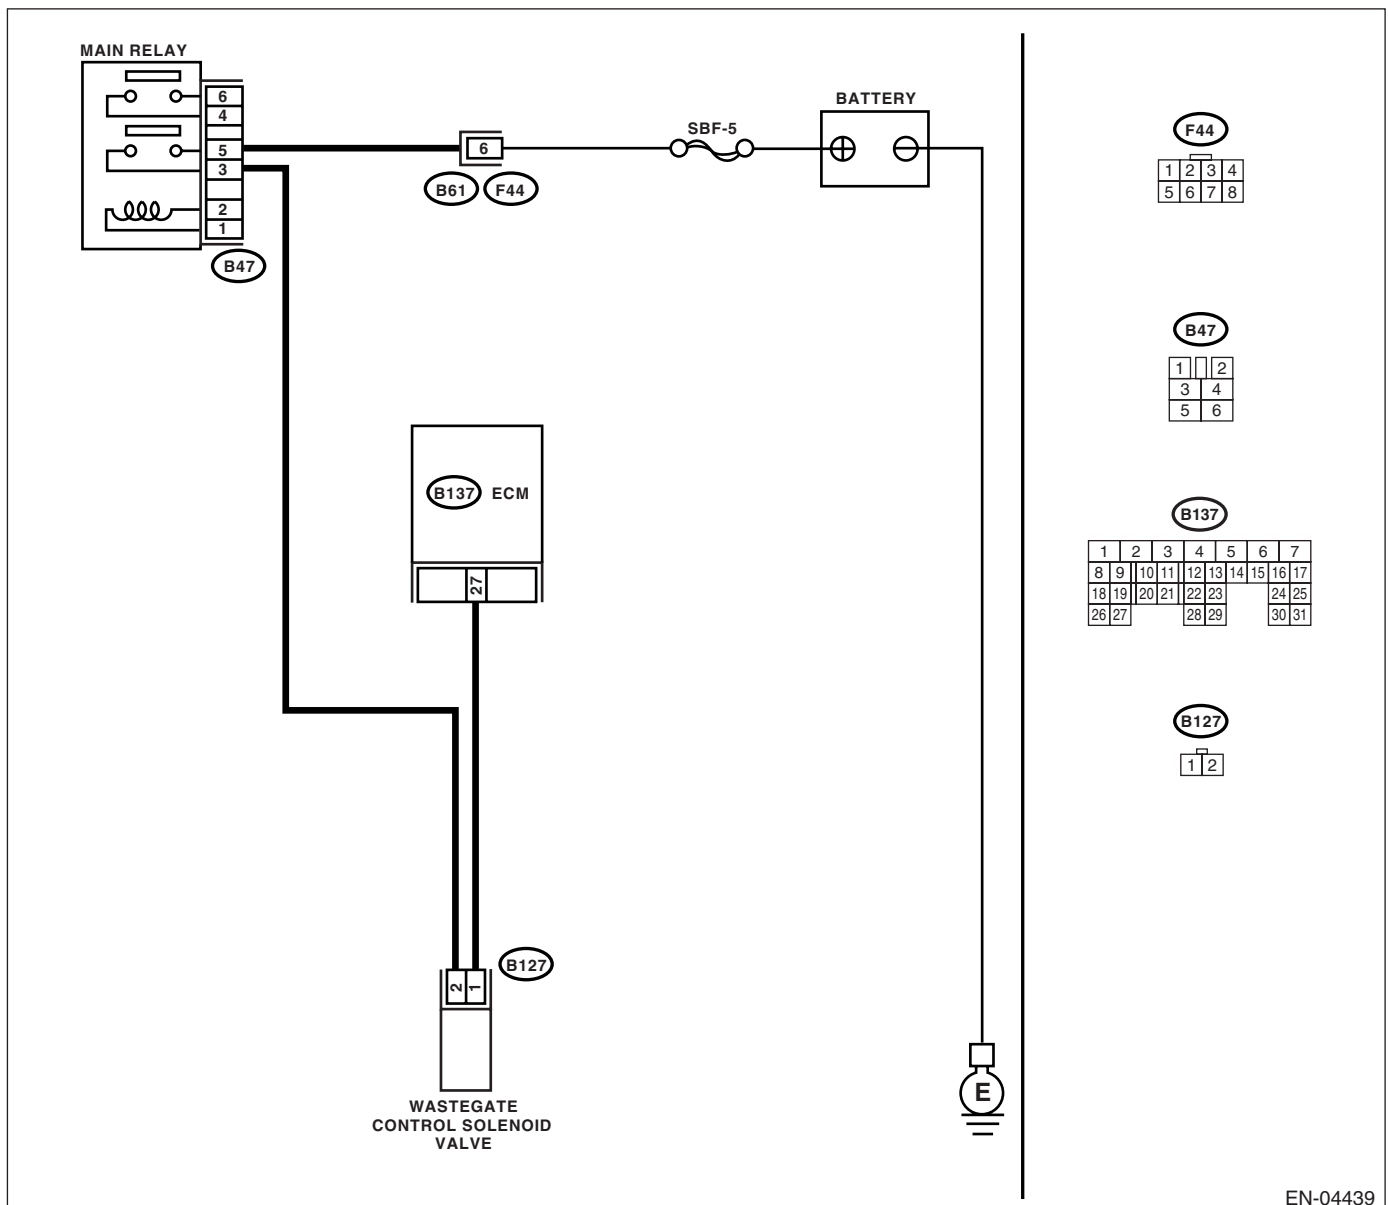 MAIN RELAY
6
4
5
3
2
1
B47
6
B61 F44
SBF-5
BATTERY
B137 ECM
27
2 1
B127
WASTEGATE
CONTROL SOLENOID
VALVE
E
F44
1 2 3 4
5 6 7 8
B47
1 2
3 4
5 6
B137
1 2 3 4 5 6 7
8 9 10 11 12 13 14 15 16 17
18 19 20 21 22 23 24 25
26 27 28 29 30 31
B127
1 2
EN-04439